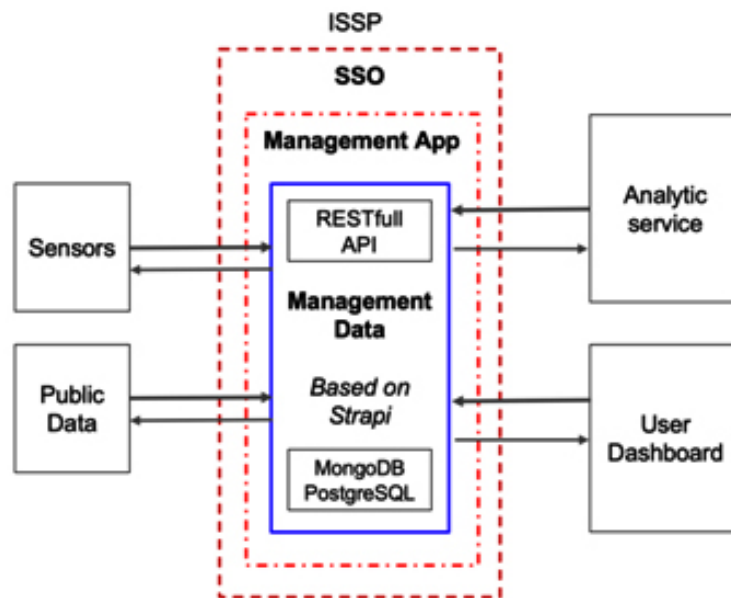 ISSP
SSO
Management App
Sensors
Public
Data
RESTfull
API
Management
Data
Based on
Strapi
MongoDB
PostgreSQL
Analytic
service
User
Dashboard